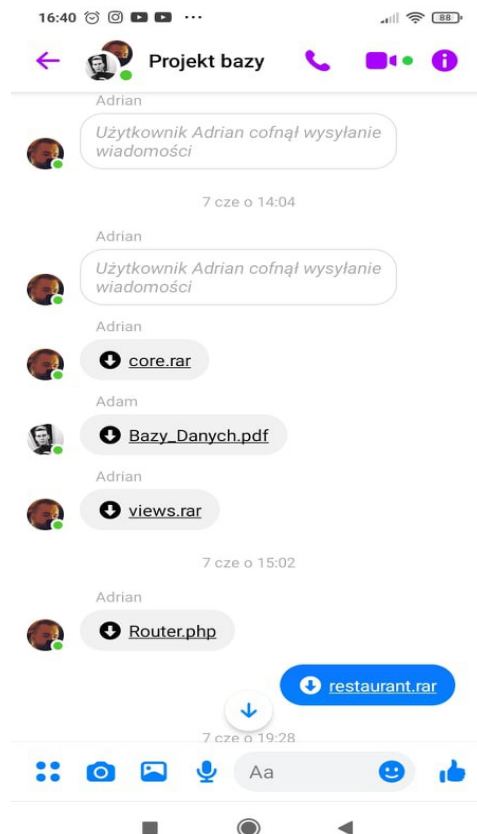 16:40
88
Projekt bazy
Adrian
Użytkownik Adrian cofnął wysyłanie
wiadomości
7 cze o 14:04
Adrian
Użytkownik Adrian cofnął wysyłanie
wiadomości
Adrian
core.rar
Adam
Bazy_Danych.pdf
Adrian
views.rar
7 cze o 15:02
Adrian
Router.php
restaurant.rar
7 cze o 19:28
Aa